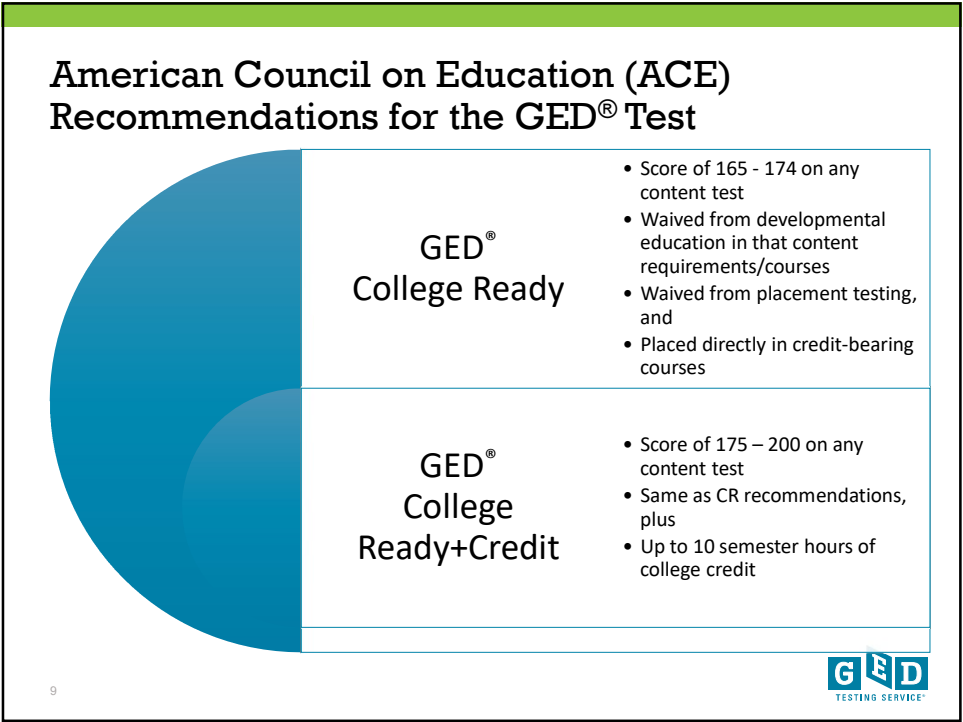 American Council on Education (ACE)
Recommendations for the GED® Test
GED®
College Ready
• Score of 165 - 174 on any
content test
• Waived from developmental
education in that content
requirements/courses
• Waived from placement testing,
and
• Placed directly in credit-bearing
courses
GED®
College
Ready+Credit
• Score of 175 – 200 on any
content test
• Same as CR recommendations,
plus
• Up to 10 semester hours of
college credit
9
GED
TESTING SERVICE®